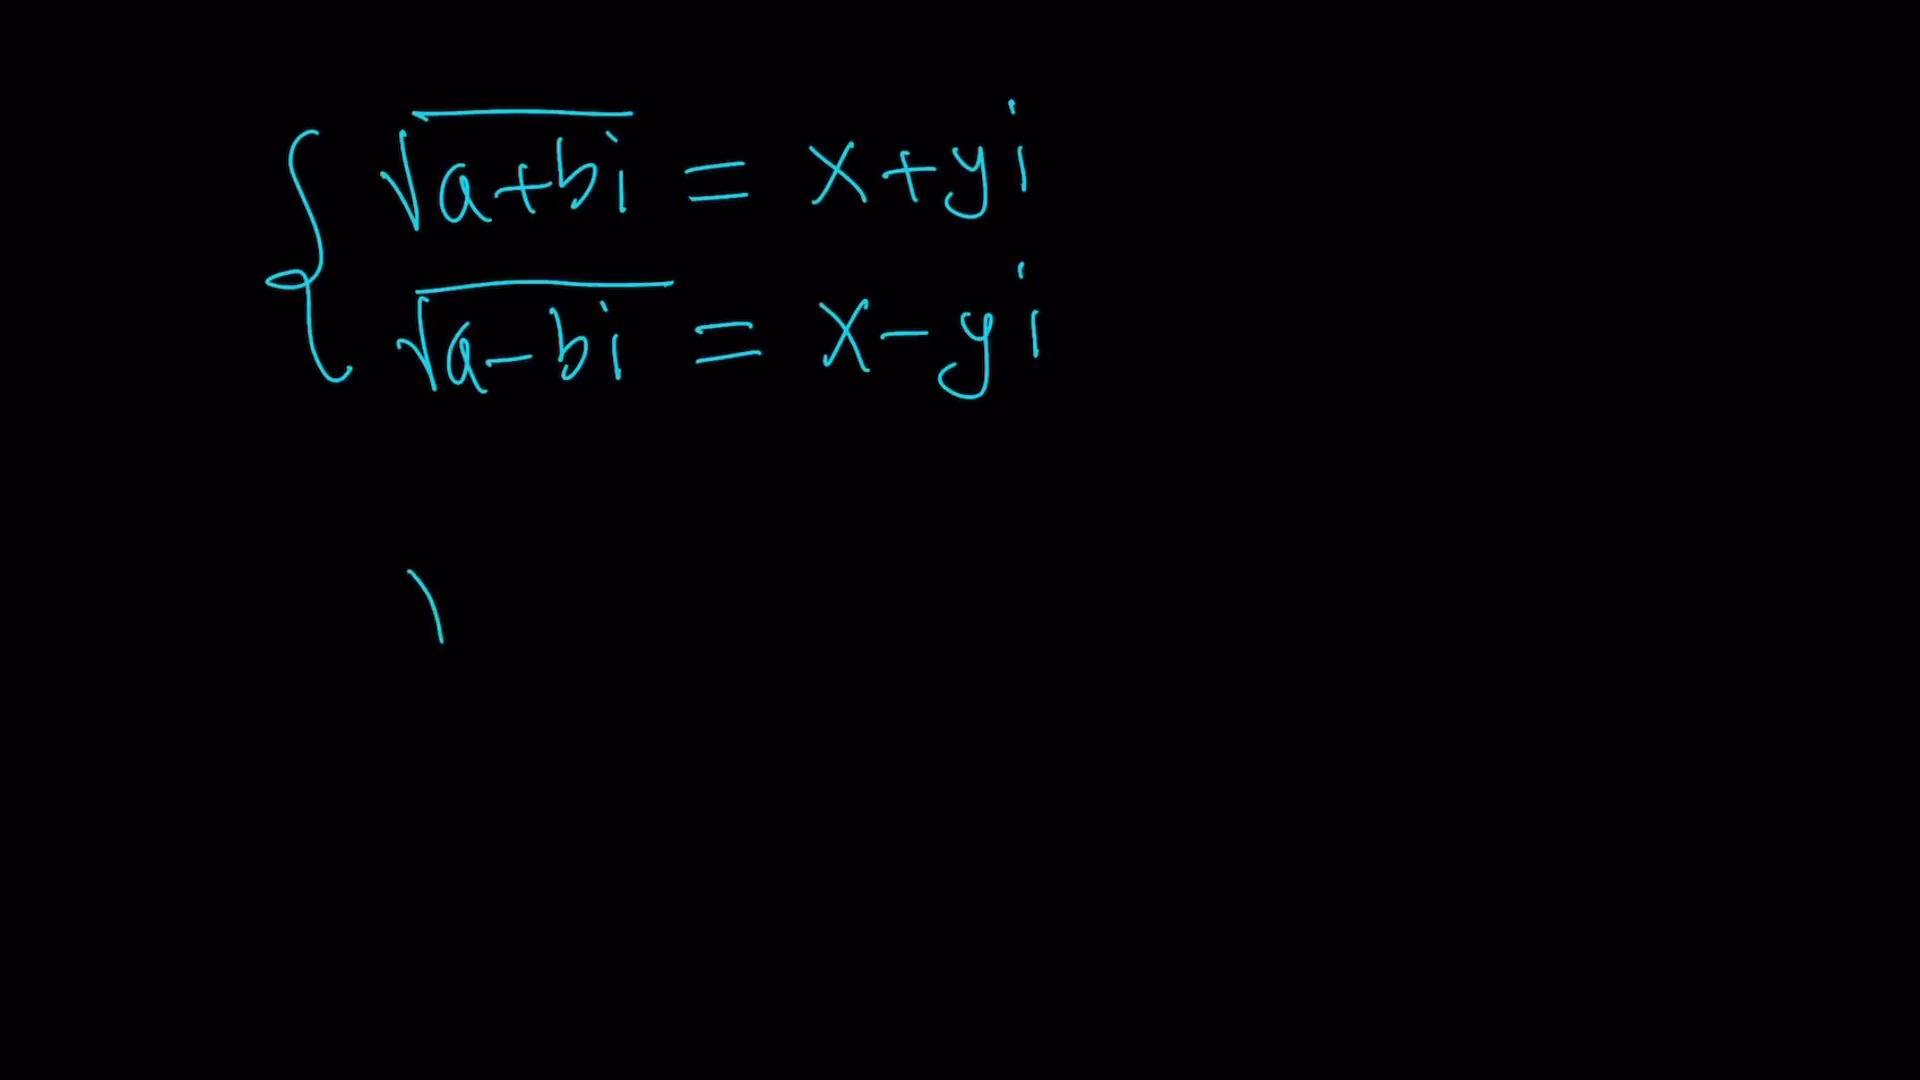 √(a+bi) = x+yi
√(a-bi) = x-yi